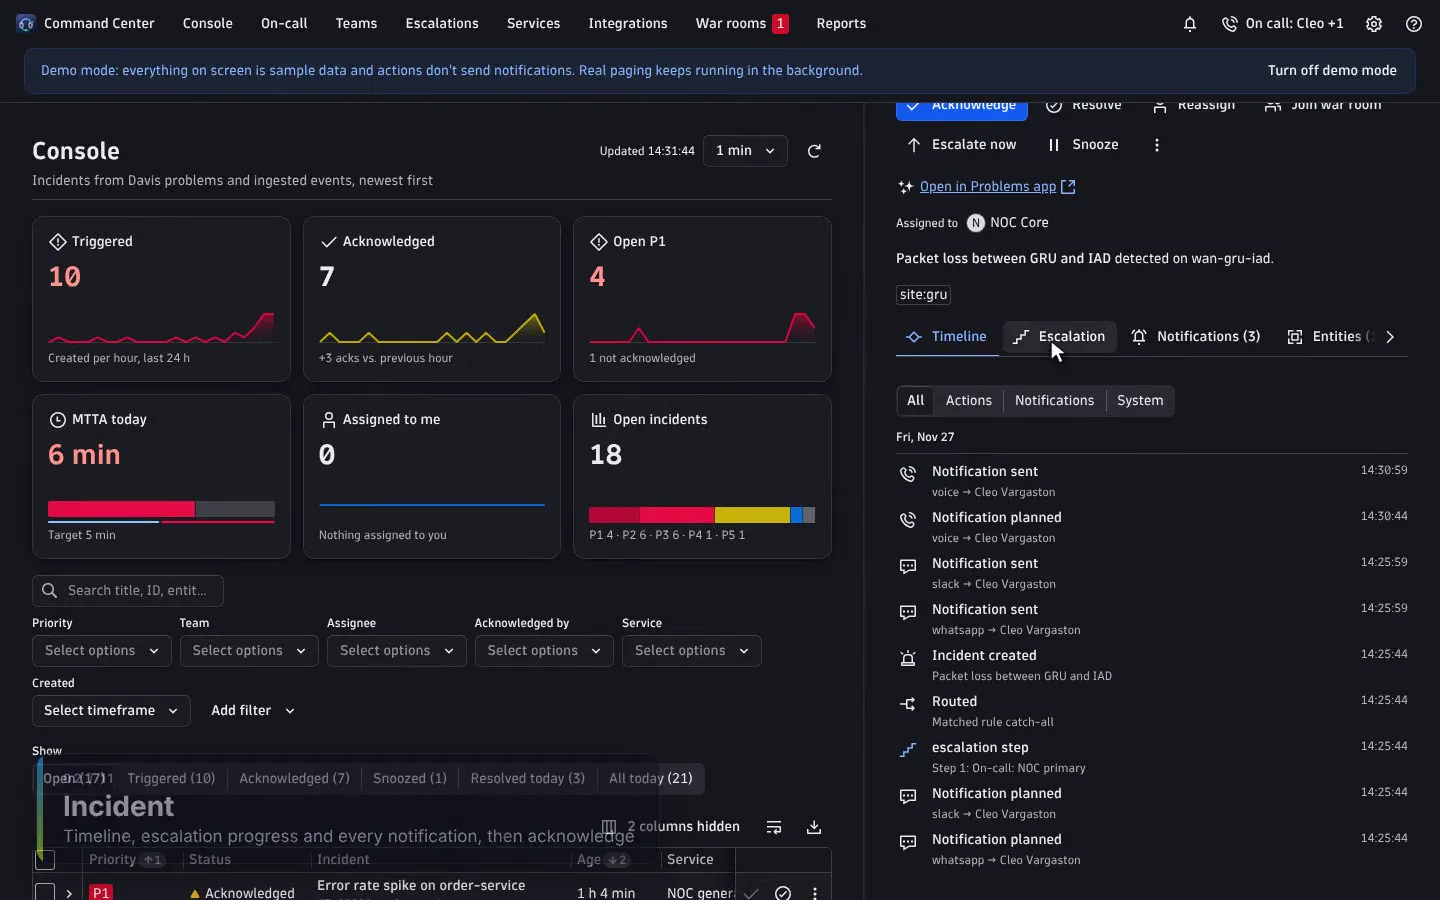 Command Center Console On-call Teams Escalations Services Integrations War rooms 1 Reports On call: Cleo +1
Demo mode: everything on screen is sample data and actions don't send notifications. Real paging keeps running in the background. Turn off demo mode
Console
Updated 14:31:44 1 min
Incidents from Davis problems and ingested events, newest first
Triggered
10
Created per hour, last 24 h
Acknowledged
7
+3 acks vs. previous hour
Open P1
4
1 not acknowledged
MTTA today
6 min
Target 5 min
Assigned to me
0
Nothing assigned to you
Open incidents
18
P1 4 · P2 6 · P3 6 · P4 1 · P5 1
Search title, ID, entit...
Priority Team Assignee Acknowledged by Service
Select options Select options Select options Select options Select options
Created
Select timeframe Add filter
Show
Open (17) Triggered (10) Acknowledged (7) Snoozed (1) Resolved today (3) All today (21)
Incident
Timeline, escalation progress and every notification, then acknowledge
2 columns hidden
Priority 1 Status Incident Age 2 Service
P1 Acknowledged Error rate spike on order-service 1 h 4 min NOC gener
Acknowledge Resolve Reassign Join war room
Escalate now Snooze
Open in Problems app
Assigned to N NOC Core
Packet loss between GRU and IAD detected on wan-gru-iad.
site:gru
Timeline Escalation Notifications (3) Entities (
All Actions Notifications System
Fri, Nov 27
Notification sent 14:30:59
voice → Cleo Vargaston
Notification planned 14:30:44
voice → Cleo Vargaston
Notification sent 14:25:59
slack → Cleo Vargaston
Notification sent 14:25:59
whatsapp → Cleo Vargaston
Incident created 14:25:44
Packet loss between GRU and IAD
Routed 14:25:44
Matched rule catch-all
escalation step 14:25:44
Step 1: On-call: NOC primary
Notification planned 14:25:44
slack → Cleo Vargaston
Notification planned 14:25:44
whatsapp → Cleo Vargaston